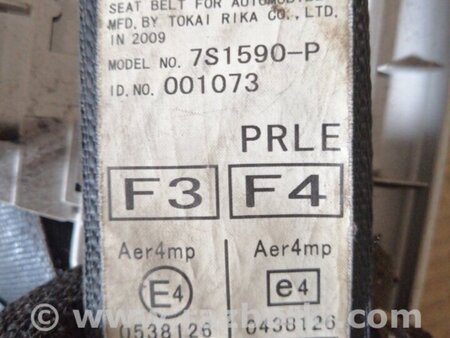 SEAT BELT FOR AUTOMOBILE
MFD. BY TOKAI RIKA CO., LTD.
IN 2009
MODEL NO. 7S1590-P
ID. NO. 001073
PRLE
F3 F4
Aer4mp Aer4mp
E4 e4
0538126 0438126